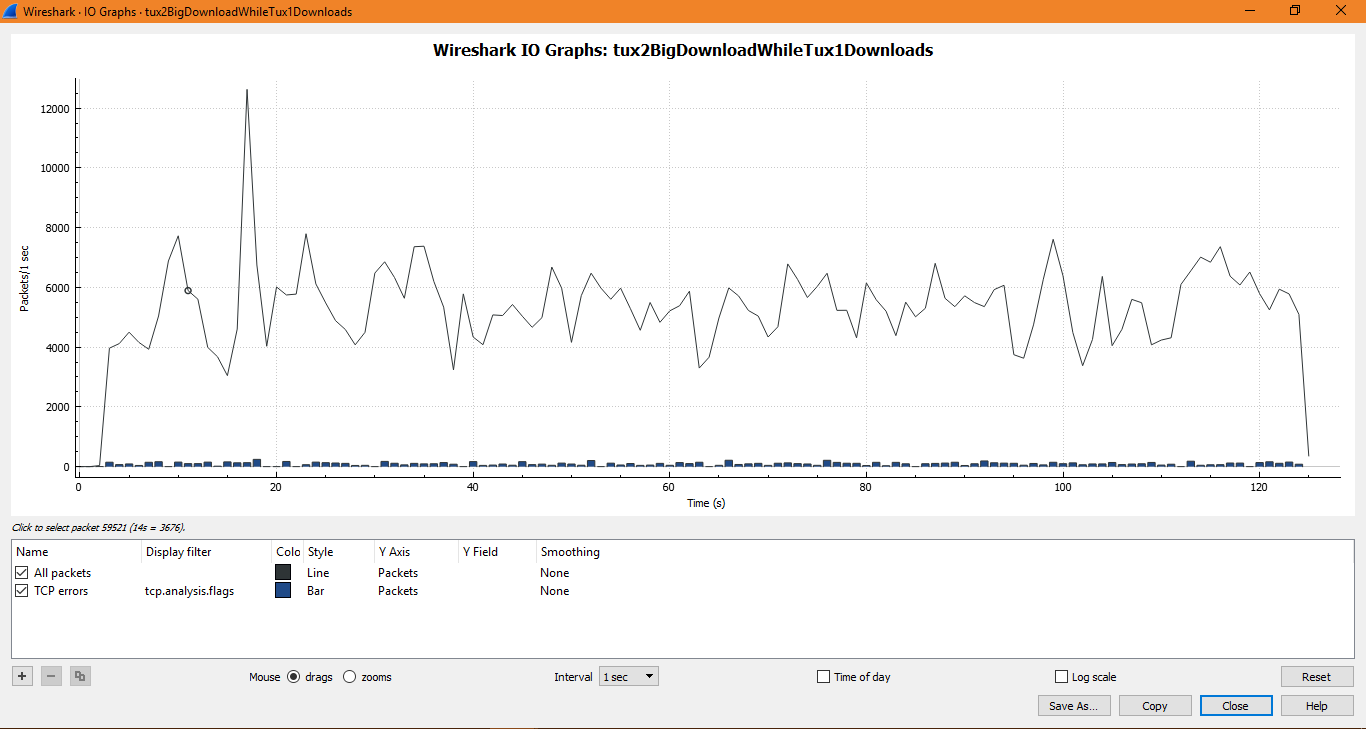 Wireshark · IO Graphs · tux2BigDownloadWhileTux1Downloads
Wireshark IO Graphs: tux2BigDownloadWhileTux1Downloads
12000
10000
8000
6000
4000
2000
0
Packets/1 sec
0 20 40 60 80 100 120
Time (s)
Click to select packet 59521 (14s = 3676).
Name Display filter Colo Style Y Axis Y Field Smoothing
All packets Line Packets None
TCP errors tcp.analysis.flags Bar Packets None
Mouse drags zooms Interval 1 sec Time of day Log scale Reset
Save As... Copy Close Help